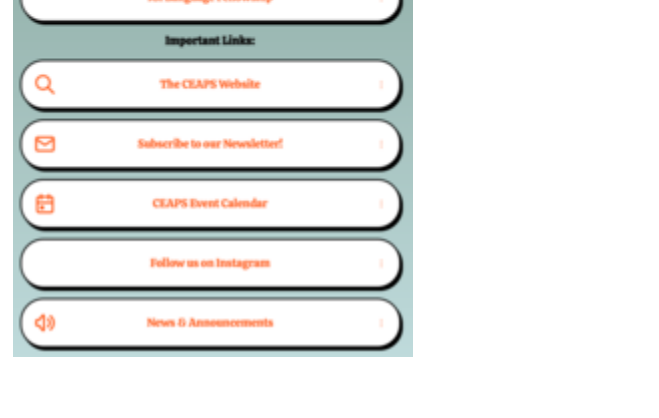 Important Links:
The CEAPS Website
Subscribe to our Newsletter!
CEAPS Event Calendar
Follow us on Instagram
News & Announcements